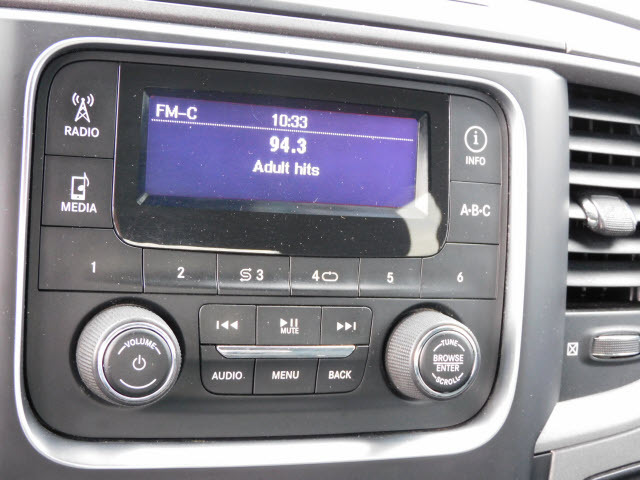 RADIO
MEDIA
FM-C 10:33
94.3
Adult hits
INFO
A•B•C
1 2 3 4 5 6
VOLUME
MUTE
AUDIO MENU BACK
TUNE
BROWSE
ENTER
SCROLL